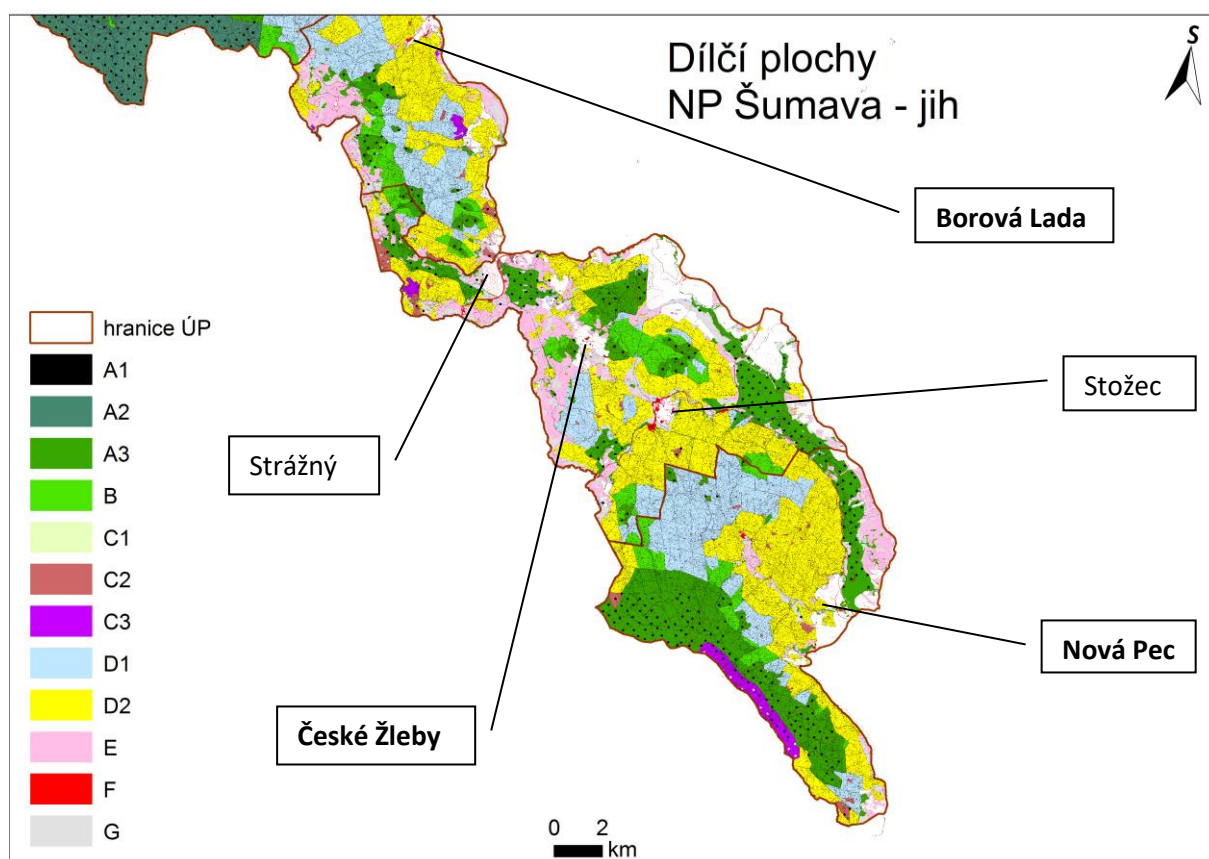 Dílčí plochy
NP Šumava - jih
S
Borová Lada
hranice ÚP
A1
A2
A3
B
C1
C2
C3
D1
D2
E
F
G
Stožec
Strážný
Nová Pec
České Žleby
0 2
km